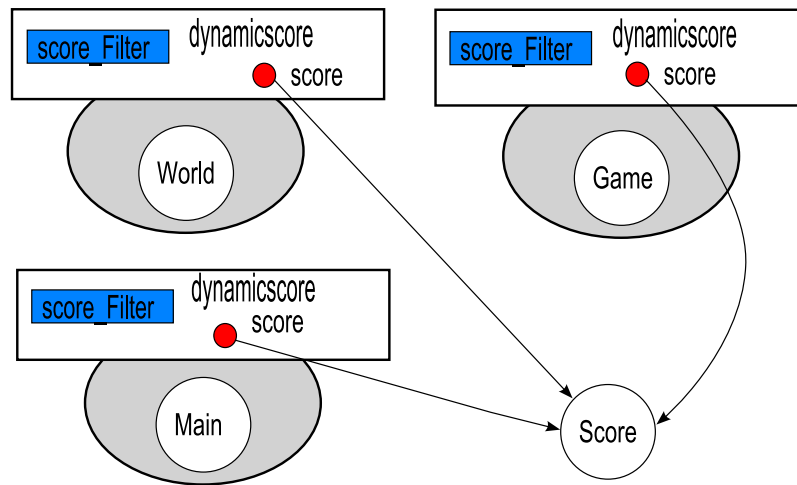 score_Filter
dynamicscore
score
World
score_Filter
dynamicscore
score
Game
score_Filter
dynamicscore
score
Main
Score